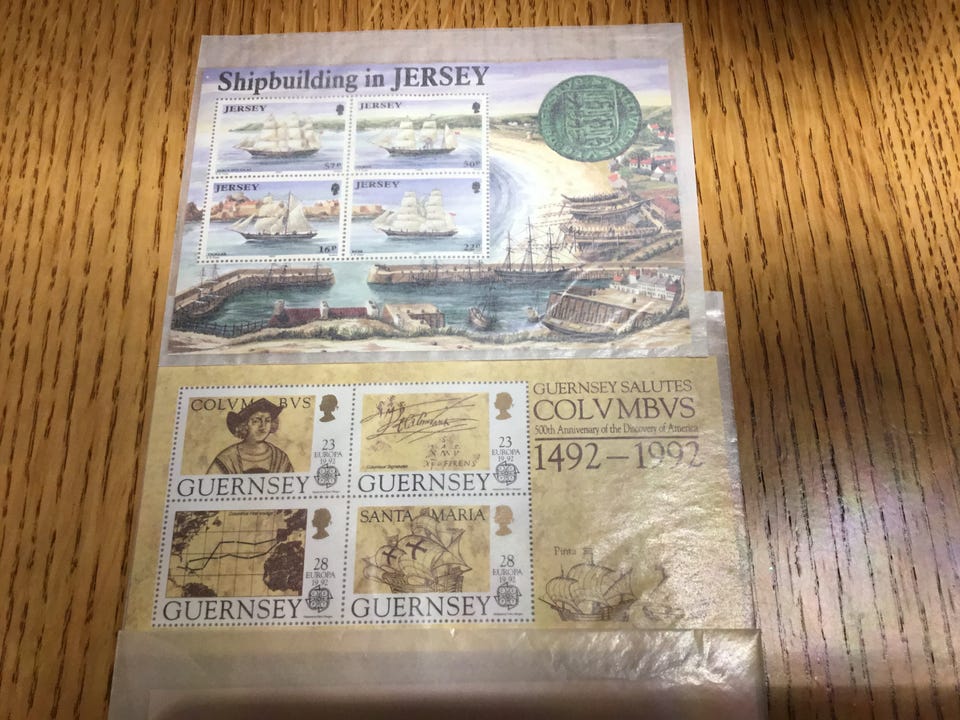 Shipbuilding in JERSEY
JERSEY
57P
JERSEY
50P
JERSEY
16P
JERSEY
22P
COLVMBVS
23
EUROPA
1992
GUERNSEY
Columbus' Signatures
23
EUROPA
1992
GUERNSEY
28
EUROPA
1992
GUERNSEY
SANTA MARIA
28
EUROPA
1992
GUERNSEY
GUERNSEY SALUTES
COLVMBVS
500th Anniversary of the Discovery of America
1492–1992
Pinta